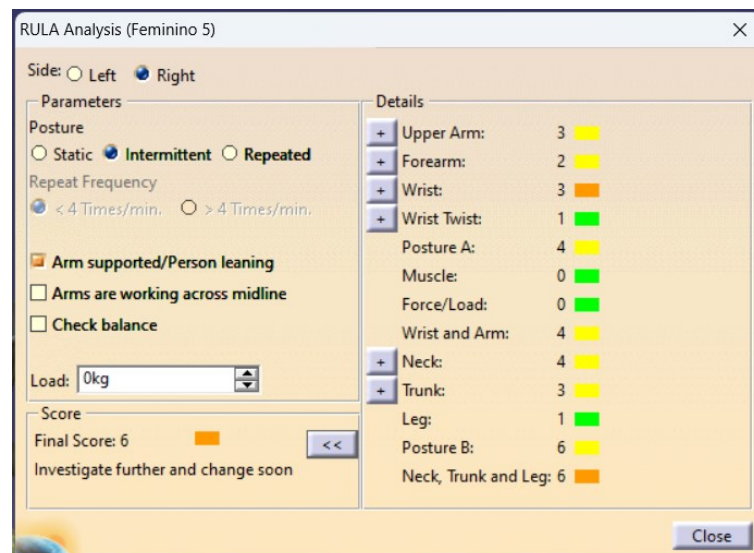 RULA Analysis (Feminino 5)
Side: Left Right
Parameters
Posture
Static Intermittent Repeated
Repeat Frequency
< 4 Times/min. > 4 Times/min.
Arm supported/Person leaning
Arms are working across midline
Check balance
Load: 0kg
Score
Final Score: 6
<<
Investigate further and change soon
Details
+ Upper Arm: 3
+ Forearm: 2
+ Wrist: 3
+ Wrist Twist: 1
Posture A: 4
Muscle: 0
Force/Load: 0
Wrist and Arm: 4
+ Neck: 4
+ Trunk: 3
Leg: 1
Posture B: 6
Neck, Trunk and Leg: 6
Close